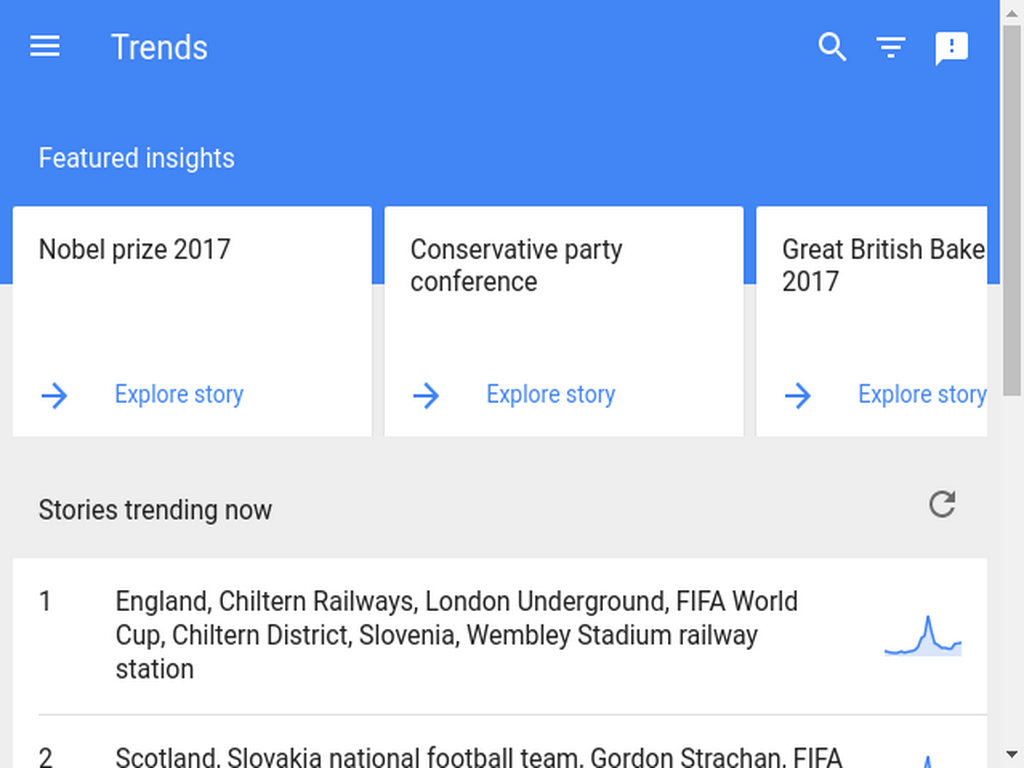 Trends
Featured insights
Nobel prize 2017
Conservative party
conference
Great British Bake
2017
Explore story
Explore story
Explore story
Stories trending now
1
England, Chiltern Railways, London Underground, FIFA World
Cup, Chiltern District, Slovenia, Wembley Stadium railway
station
2
Scotland, Slovakia national football team, Gordon Strachan, FIFA